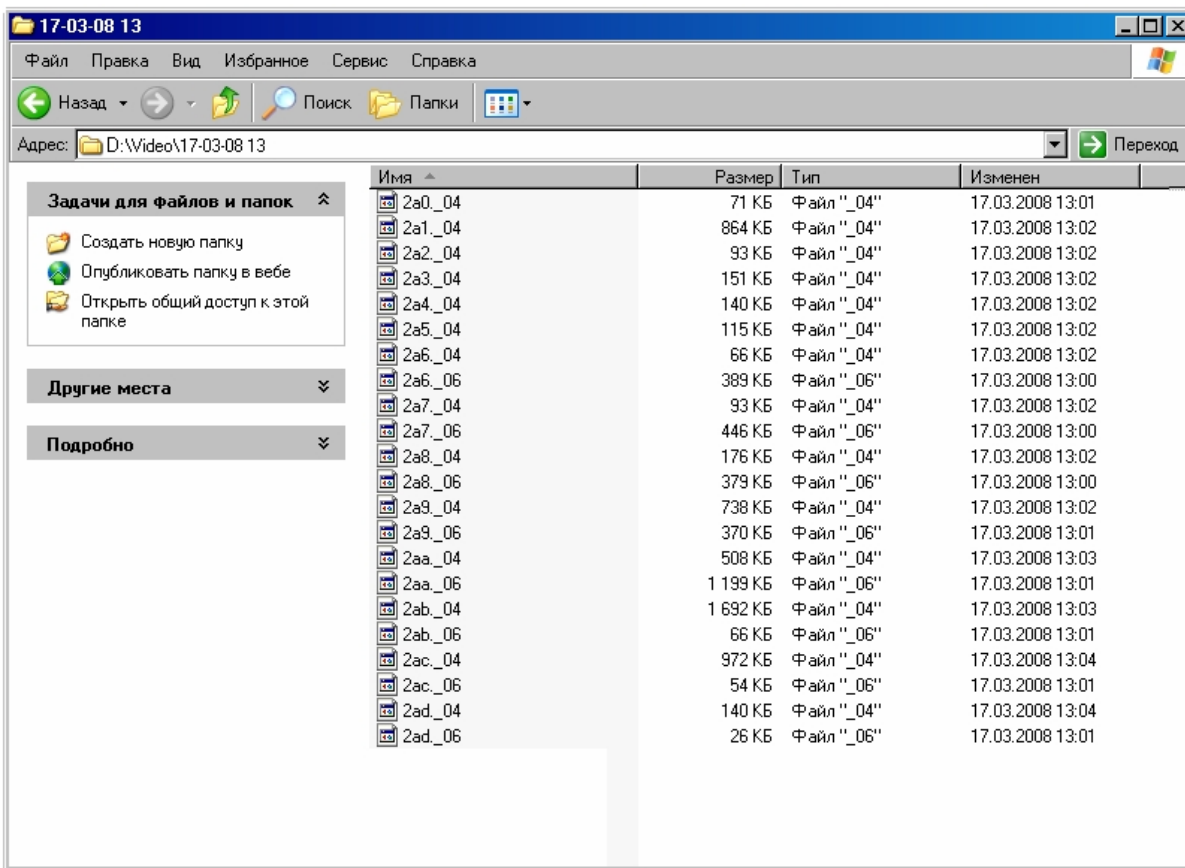 17-03-08 13
Файл Правка Вид Избранное Сервис Справка
Назад Поиск Папки
Адрес: D:\Video\17-03-08 13 Переход
Задачи для файлов и папок
Создать новую папку
Опубликовать папку в вебе
Открыть общий доступ к этой
папке
Другие места
Подробно
Имя Размер Тип Изменен
2a0._04 71 КБ Файл "_04" 17.03.2008 13:01
2a1._04 864 КБ Файл "_04" 17.03.2008 13:02
2a2._04 93 КБ Файл "_04" 17.03.2008 13:02
2a3._04 151 КБ Файл "_04" 17.03.2008 13:02
2a4._04 140 КБ Файл "_04" 17.03.2008 13:02
2a5._04 115 КБ Файл "_04" 17.03.2008 13:02
2a6._04 66 КБ Файл "_04" 17.03.2008 13:02
2a6._06 389 КБ Файл "_06" 17.03.2008 13:00
2a7._04 93 КБ Файл "_04" 17.03.2008 13:02
2a7._06 446 КБ Файл "_06" 17.03.2008 13:00
2a8._04 176 КБ Файл "_04" 17.03.2008 13:02
2a8._06 379 КБ Файл "_06" 17.03.2008 13:00
2a9._04 738 КБ Файл "_04" 17.03.2008 13:02
2a9._06 370 КБ Файл "_06" 17.03.2008 13:01
2aa._04 508 КБ Файл "_04" 17.03.2008 13:03
2aa._06 1 199 КБ Файл "_06" 17.03.2008 13:01
2ab._04 1 692 КБ Файл "_04" 17.03.2008 13:03
2ab._06 66 КБ Файл "_06" 17.03.2008 13:01
2ac._04 972 КБ Файл "_04" 17.03.2008 13:04
2ac._06 54 КБ Файл "_06" 17.03.2008 13:01
2ad._04 140 КБ Файл "_04" 17.03.2008 13:04
2ad._06 26 КБ Файл "_06" 17.03.2008 13:01